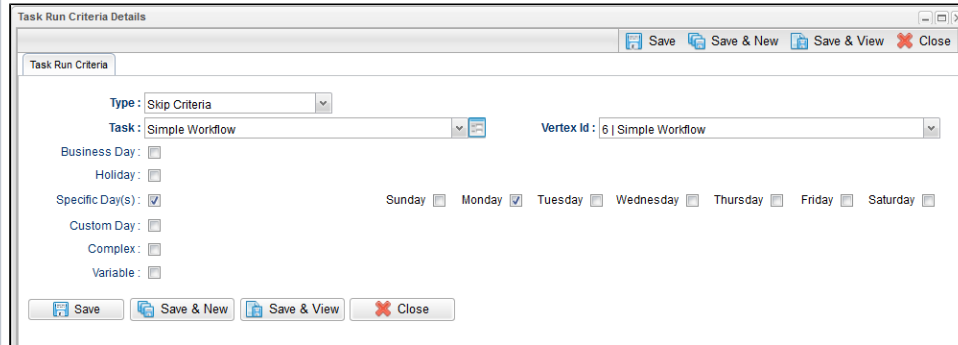 Task Run Criteria Details
Save Save & New Save & View Close
Task Run Criteria
Type : Skip Criteria
Task : Simple Workflow Vertex Id : 6 | Simple Workflow
Business Day :
Holiday :
Specific Day(s) : Sunday Monday Tuesday Wednesday Thursday Friday Saturday
Custom Day :
Complex :
Variable :
Save Save & New Save & View Close